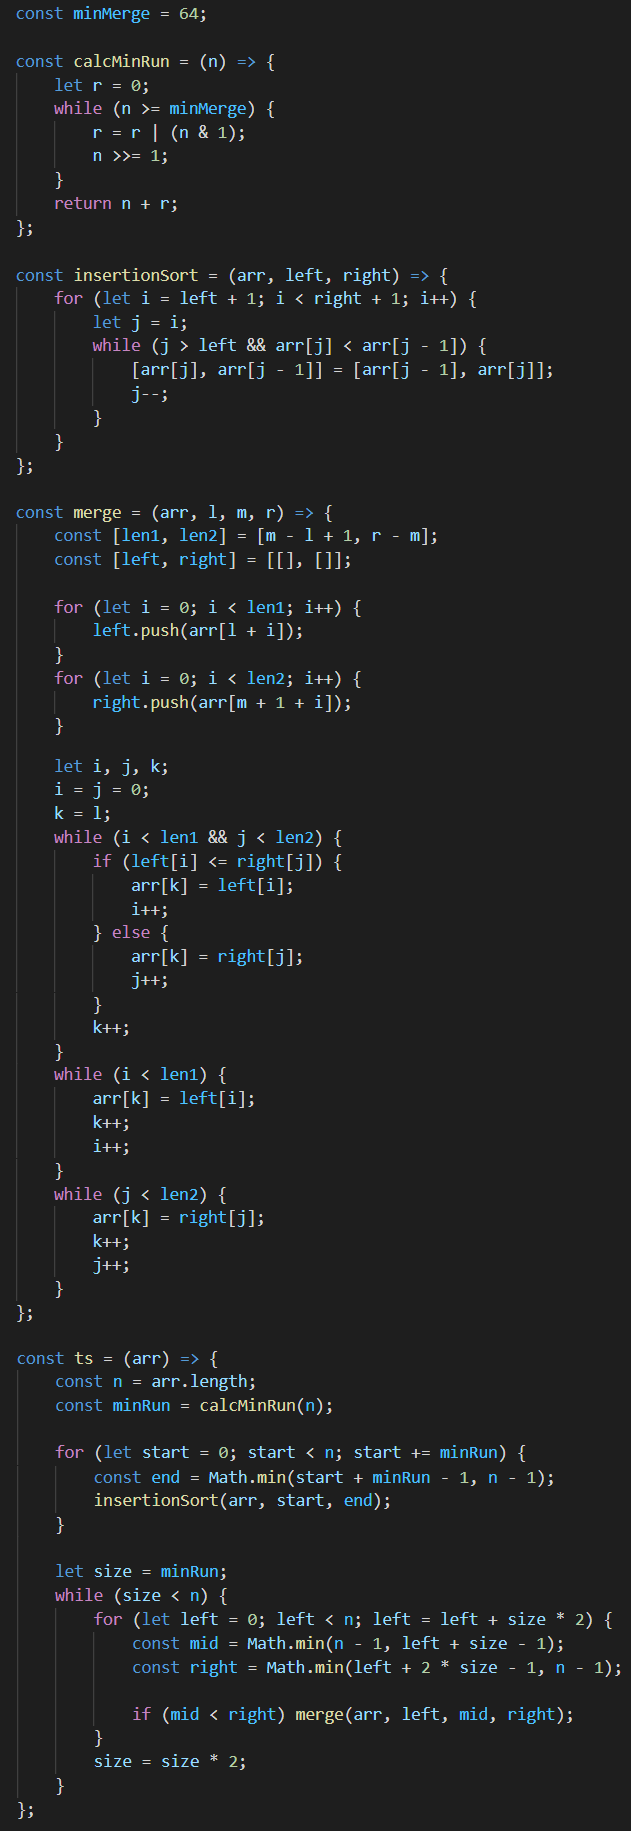 const minMerge = 64;

const calcMinRun = (n) => {
    let r = 0;
    while (n >= minMerge) {
        r = r | (n & 1);
        n >>= 1;
    }
    return n + r;
};

const insertionSort = (arr, left, right) => {
    for (let i = left + 1; i < right + 1; i++) {
        let j = i;
        while (j > left && arr[j] < arr[j - 1]) {
            [arr[j], arr[j - 1]] = [arr[j - 1], arr[j]];
            j--;
        }
    }
};

const merge = (arr, l, m, r) => {
    const [len1, len2] = [m - l + 1, r - m];
    const [left, right] = [[], []];

    for (let i = 0; i < len1; i++) {
        left.push(arr[l + i]);
    }
    for (let i = 0; i < len2; i++) {
        right.push(arr[m + 1 + i]);
    }

    let i, j, k;
    i = j = 0;
    k = l;
    while (i < len1 && j < len2) {
        if (left[i] <= right[j]) {
            arr[k] = left[i];
            i++;
        } else {
            arr[k] = right[j];
            j++;
        }
        k++;
    }
    while (i < len1) {
        arr[k] = left[i];
        k++;
        i++;
    }
    while (j < len2) {
        arr[k] = right[j];
        k++;
        j++;
    }
};

const ts = (arr) => {
    const n = arr.length;
    const minRun = calcMinRun(n);

    for (let start = 0; start < n; start += minRun) {
        const end = Math.min(start + minRun - 1, n - 1);
        insertionSort(arr, start, end);
    }

    let size = minRun;
    while (size < n) {
        for (let left = 0; left < n; left = left + size * 2) {
            const mid = Math.min(n - 1, left + size - 1);
            const right = Math.min(left + 2 * size - 1, n - 1);

            if (mid < right) merge(arr, left, mid, right);
        }
        size = size * 2;
    }
};